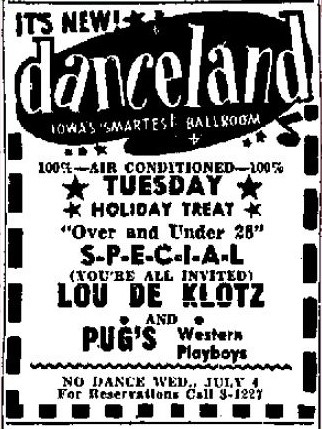 IT'S NEW!
danceland
IOWA'S SMARTEST BALLROOM
100%—AIR CONDITIONED—100%
TUESDAY
HOLIDAY TREAT
"Over and Under 28"
S-P-E-C-I-A-L
(YOU'RE ALL INVITED)
LOU DE KLOTZ
AND
PUG'S Western
Playboys
NO DANCE WED., JULY 4
For Reservations Call 3-1227